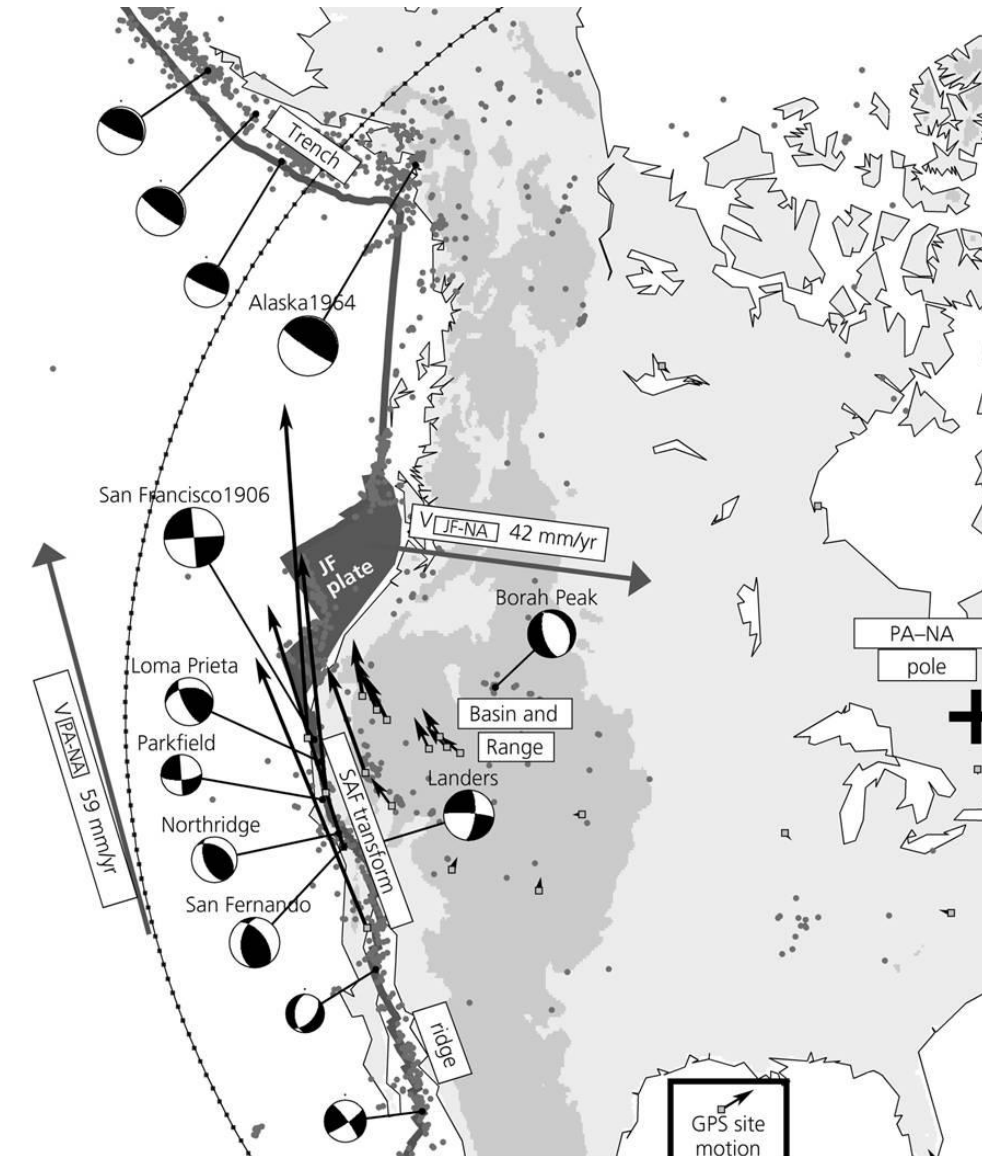 Trench
Alaska1964
San Francisco1906
V JF-NA 42 mm/yr
JF
plate
Borah Peak
PA–NA
pole
Loma Prieta
V PA-NA 59 mm/yr
Basin and
Range
Parkfield
Landers
SAF transform
Northridge
San Fernando
ridge
GPS site
motion